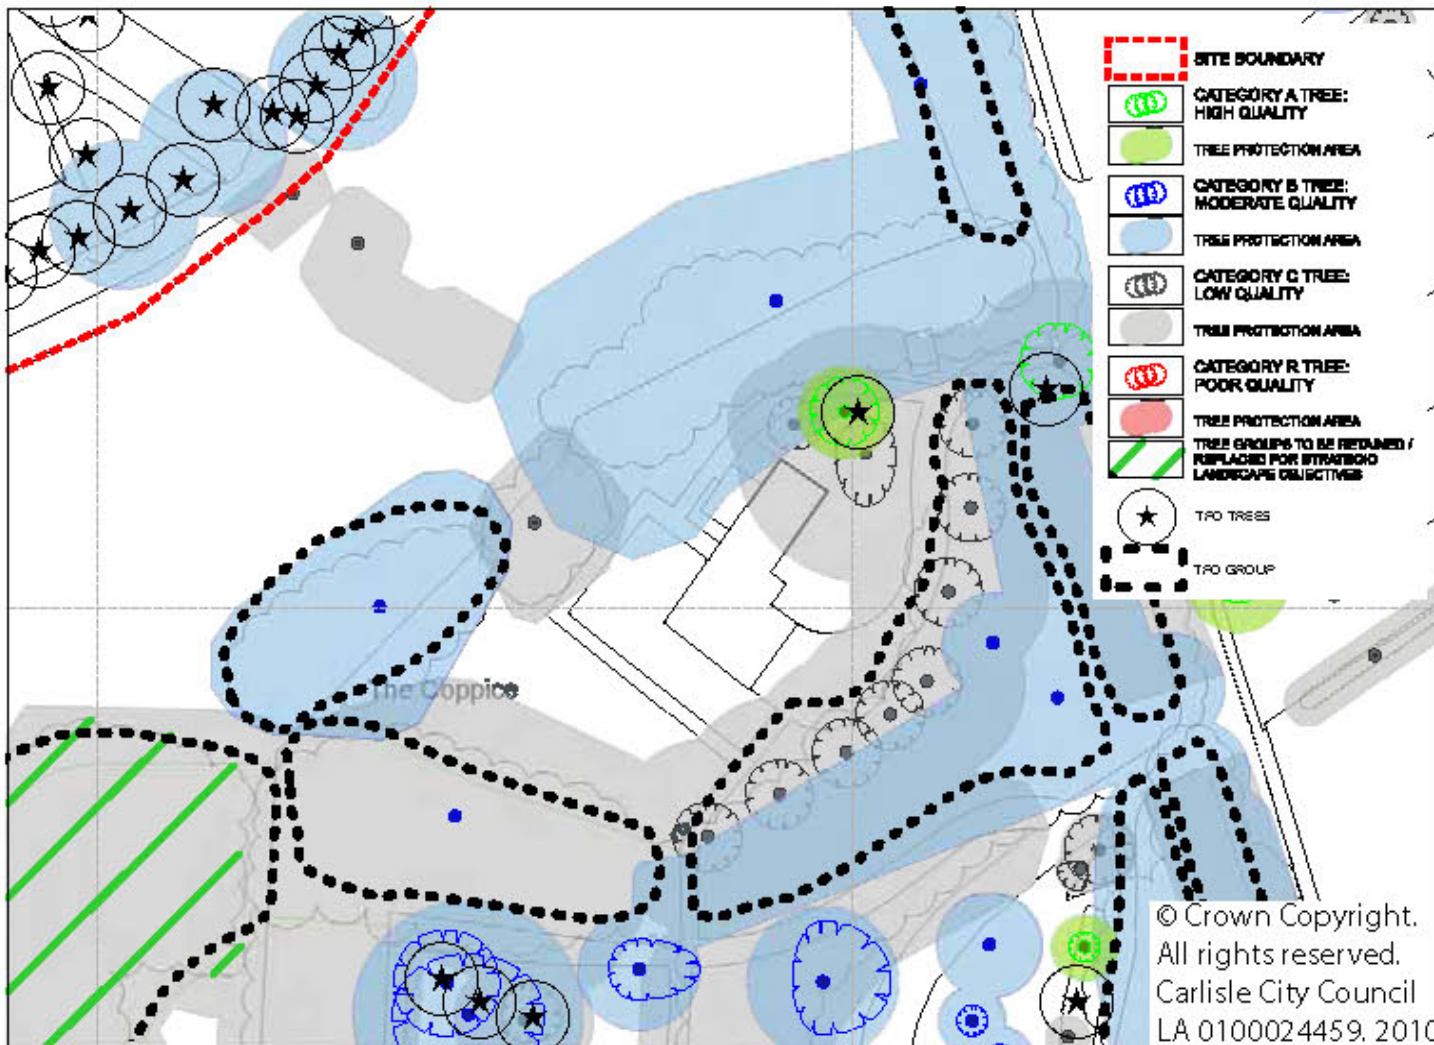 SITE BOUNDARY
CATEGORY A TREE:
HIGH QUALITY
TREE PROTECTION AREA
CATEGORY B TREE:
MODERATE QUALITY
TREE PROTECTION AREA
CATEGORY C TREE:
LOW QUALITY
TREE PROTECTION AREA
CATEGORY R TREE:
POOR QUALITY
TREE PROTECTION AREA
TREE GROUPS TO BE RETAINED /
REPLACED FOR STRATEGIC
LANDSCAPE OBJECTIVES
TPO TREES
TPO GROUP
The Coppice
© Crown Copyright.
All rights reserved.
Carlisle City Council
LA 0100024459. 2010